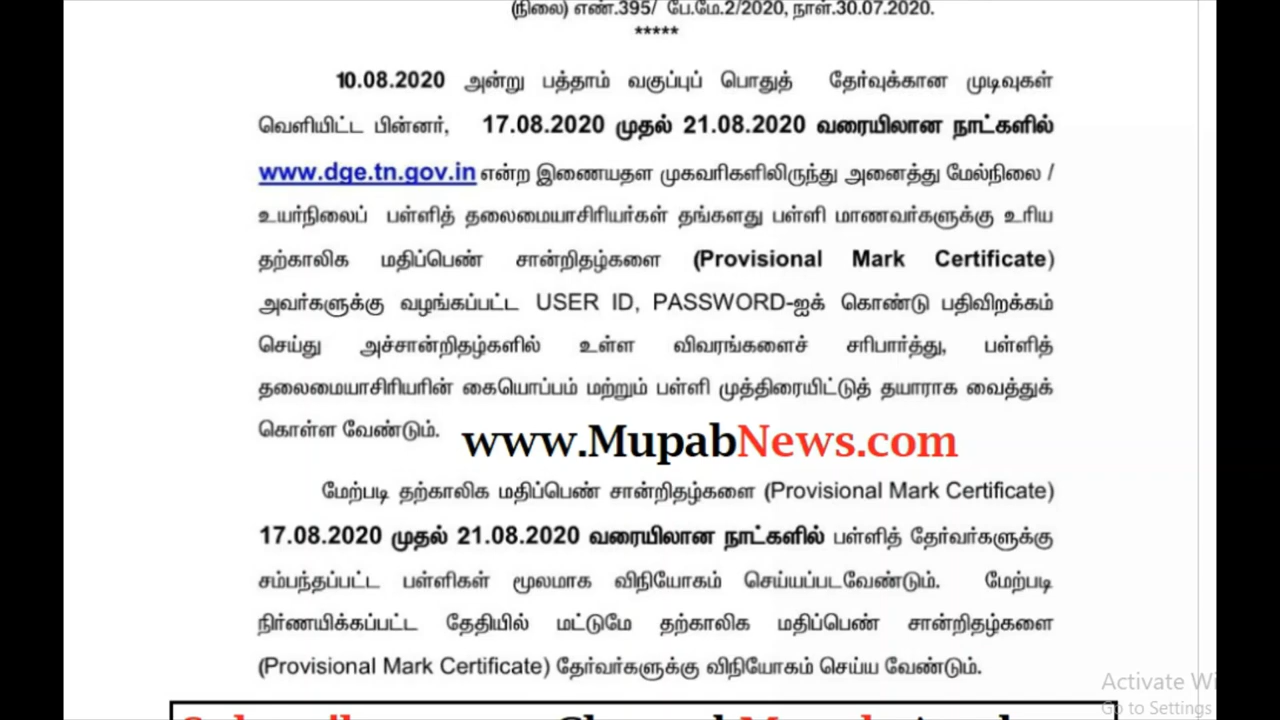 (நிலை) எண்.395/ பே.மே.2/2020, நாள்.30.07.2020.
*****
10.08.2020 அன்று பத்தாம் வகுப்புப் பொதுத் தேர்வுக்கான முடிவுகள்
வெளியிட்ட பின்னர், 17.08.2020 முதல் 21.08.2020 வரையிலான நாட்களில்
www.dge.tn.gov.in என்ற இணையதள முகவரிகளிலிருந்து அனைத்து மேல்நிலை /
உயர்நிலைப் பள்ளித் தலைமையாசிரியர்கள் தங்களது பள்ளி மாணவர்களுக்கு உரிய
தற்காலிக மதிப்பெண் சான்றிதழ்களை (Provisional Mark Certificate)
அவர்களுக்கு வழங்கப்பட்ட USER ID, PASSWORD-ஐக் கொண்டு பதிவிறக்கம்
செய்து அச்சான்றிதழ்களில் உள்ள விவரங்களைச் சரிபார்த்து, பள்ளித்
தலைமையாசிரியரின் கையொப்பம் மற்றும் பள்ளி முத்திரையிட்டுத் தயாராக வைத்துக்
கொள்ள வேண்டும்.
www.MupabNews.com
மேற்படி தற்காலிக மதிப்பெண் சான்றிதழ்களை (Provisional Mark Certificate)
17.08.2020 முதல் 21.08.2020 வரையிலான நாட்களில் பள்ளித் தேர்வர்களுக்கு
சம்பந்தப்பட்ட பள்ளிகள் மூலமாக விநியோகம் செய்யப்படவேண்டும். மேற்படி
நிர்ணயிக்கப்பட்ட தேதியில் மட்டுமே தற்காலிக மதிப்பெண் சான்றிதழ்களை
(Provisional Mark Certificate) தேர்வர்களுக்கு விநியோகம் செய்ய வேண்டும்.
Activate Wi
Go to Settings